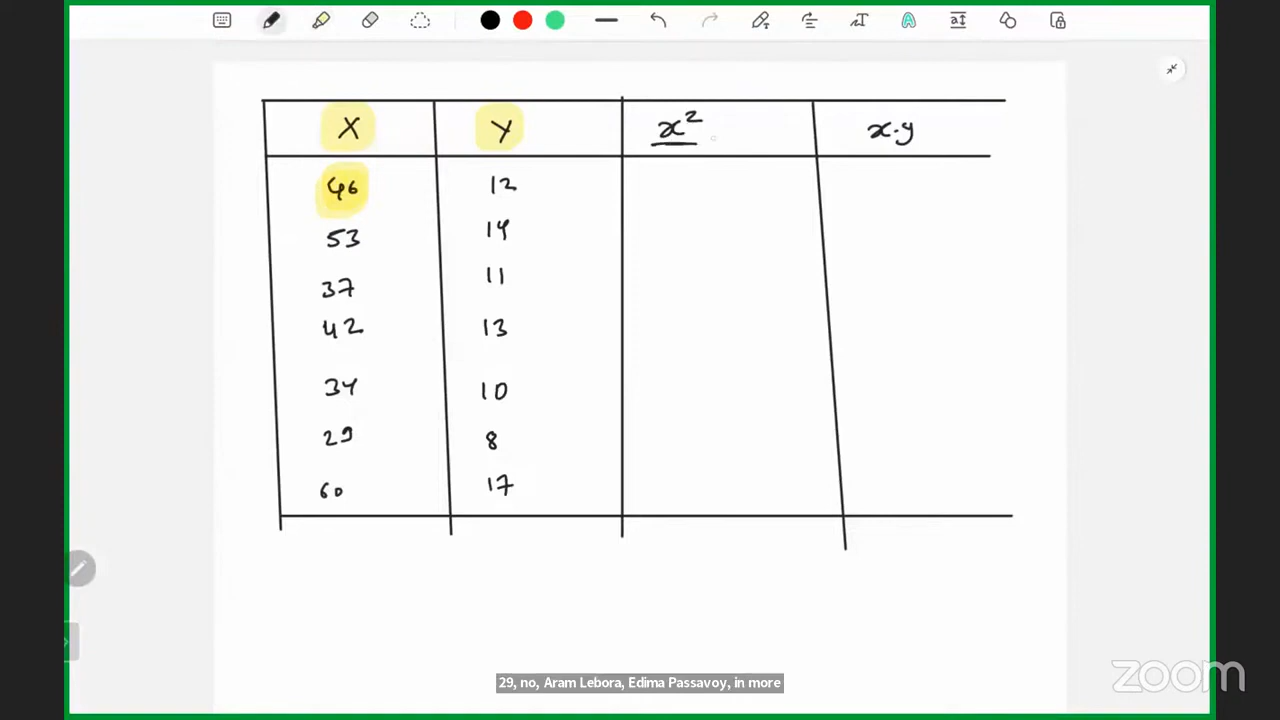 X Y x² x.y
46 12
53 14
37 11
42 13
34 10
29 8
60 17
29, no, Aram Lebora, Edima Passavoy, in more
zoom